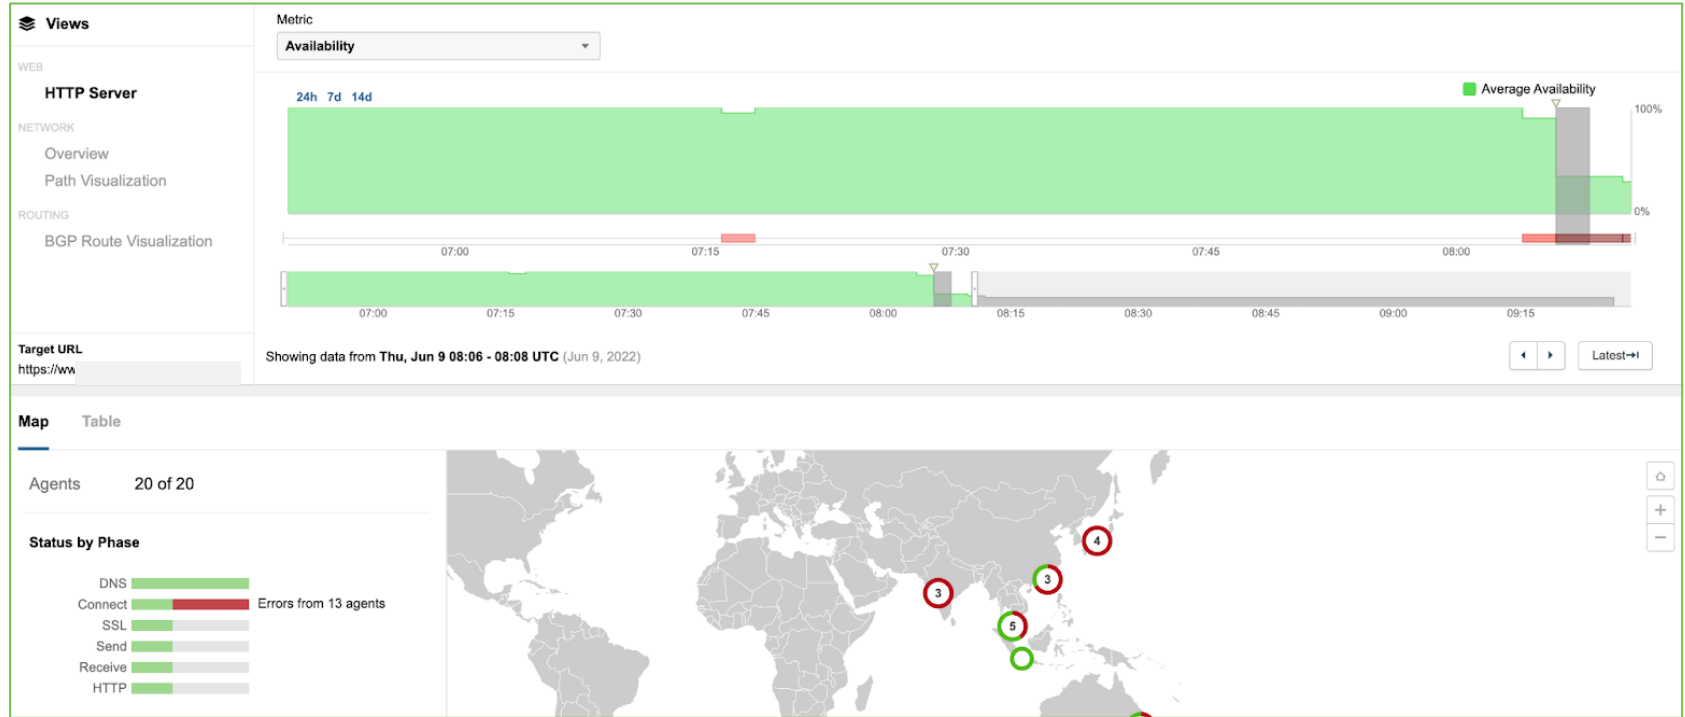 Views
WEB
HTTP Server
NETWORK
Overview
Path Visualization
ROUTING
BGP Route Visualization
Target URL
https://ww
Metric
Availability
24h 7d 14d
Average Availability
100%
0%
07:00 07:15 07:30 07:45 08:00
07:00 07:15 07:30 07:45 08:00 08:15 08:30 08:45 09:00 09:15
Showing data from Thu, Jun 9 08:06 - 08:08 UTC (Jun 9, 2022)
Latest
Map Table
Agents 20 of 20
Status by Phase
DNS
Connect Errors from 13 agents
SSL
Send
Receive
HTTP
4
3
3
5
+
−